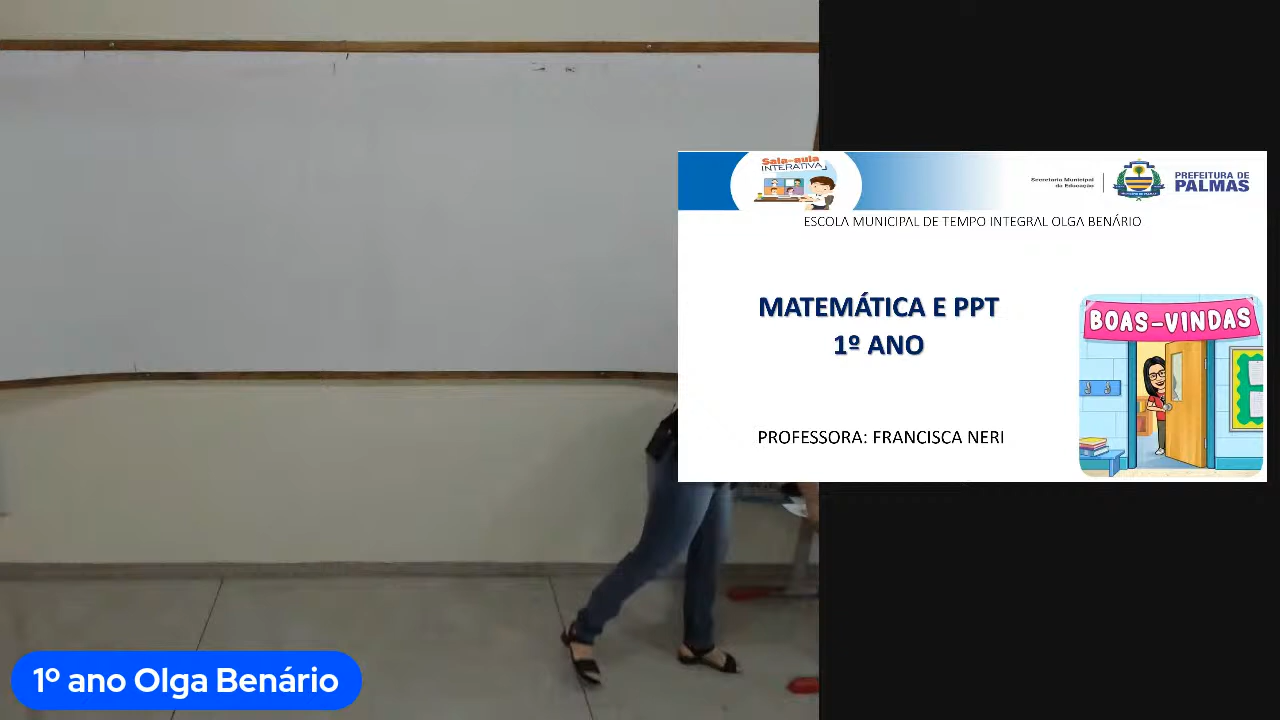 Sala-aula
INTERATIVA
Secretaria Municipal
da Educação
PREFEITURA DE
PALMAS
ESCOLA MUNICIPAL DE TEMPO INTEGRAL OLGA BENÁRIO
MATEMÁTICA E PPT
1º ANO
BOAS-VINDAS
PROFESSORA: FRANCISCA NERI
1º ano Olga Benário